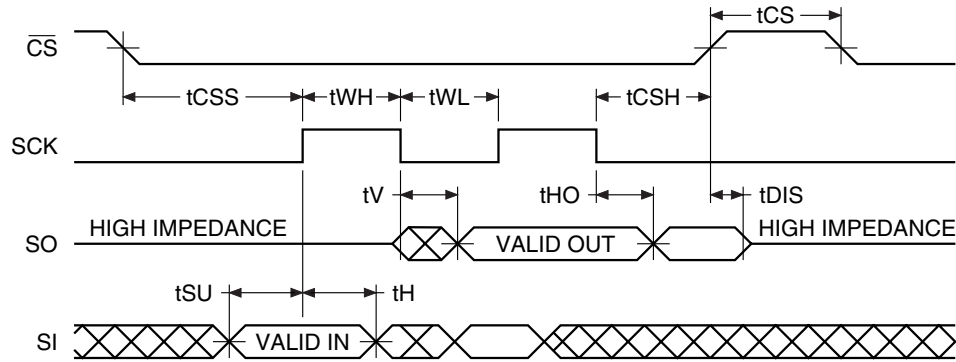 tCS
CS
tCSS
tWH
tWL
tCSH
SCK
tV
tHO
tDIS
HIGH IMPEDANCE
SO
VALID OUT
HIGH IMPEDANCE
tSU
tH
SI
VALID IN